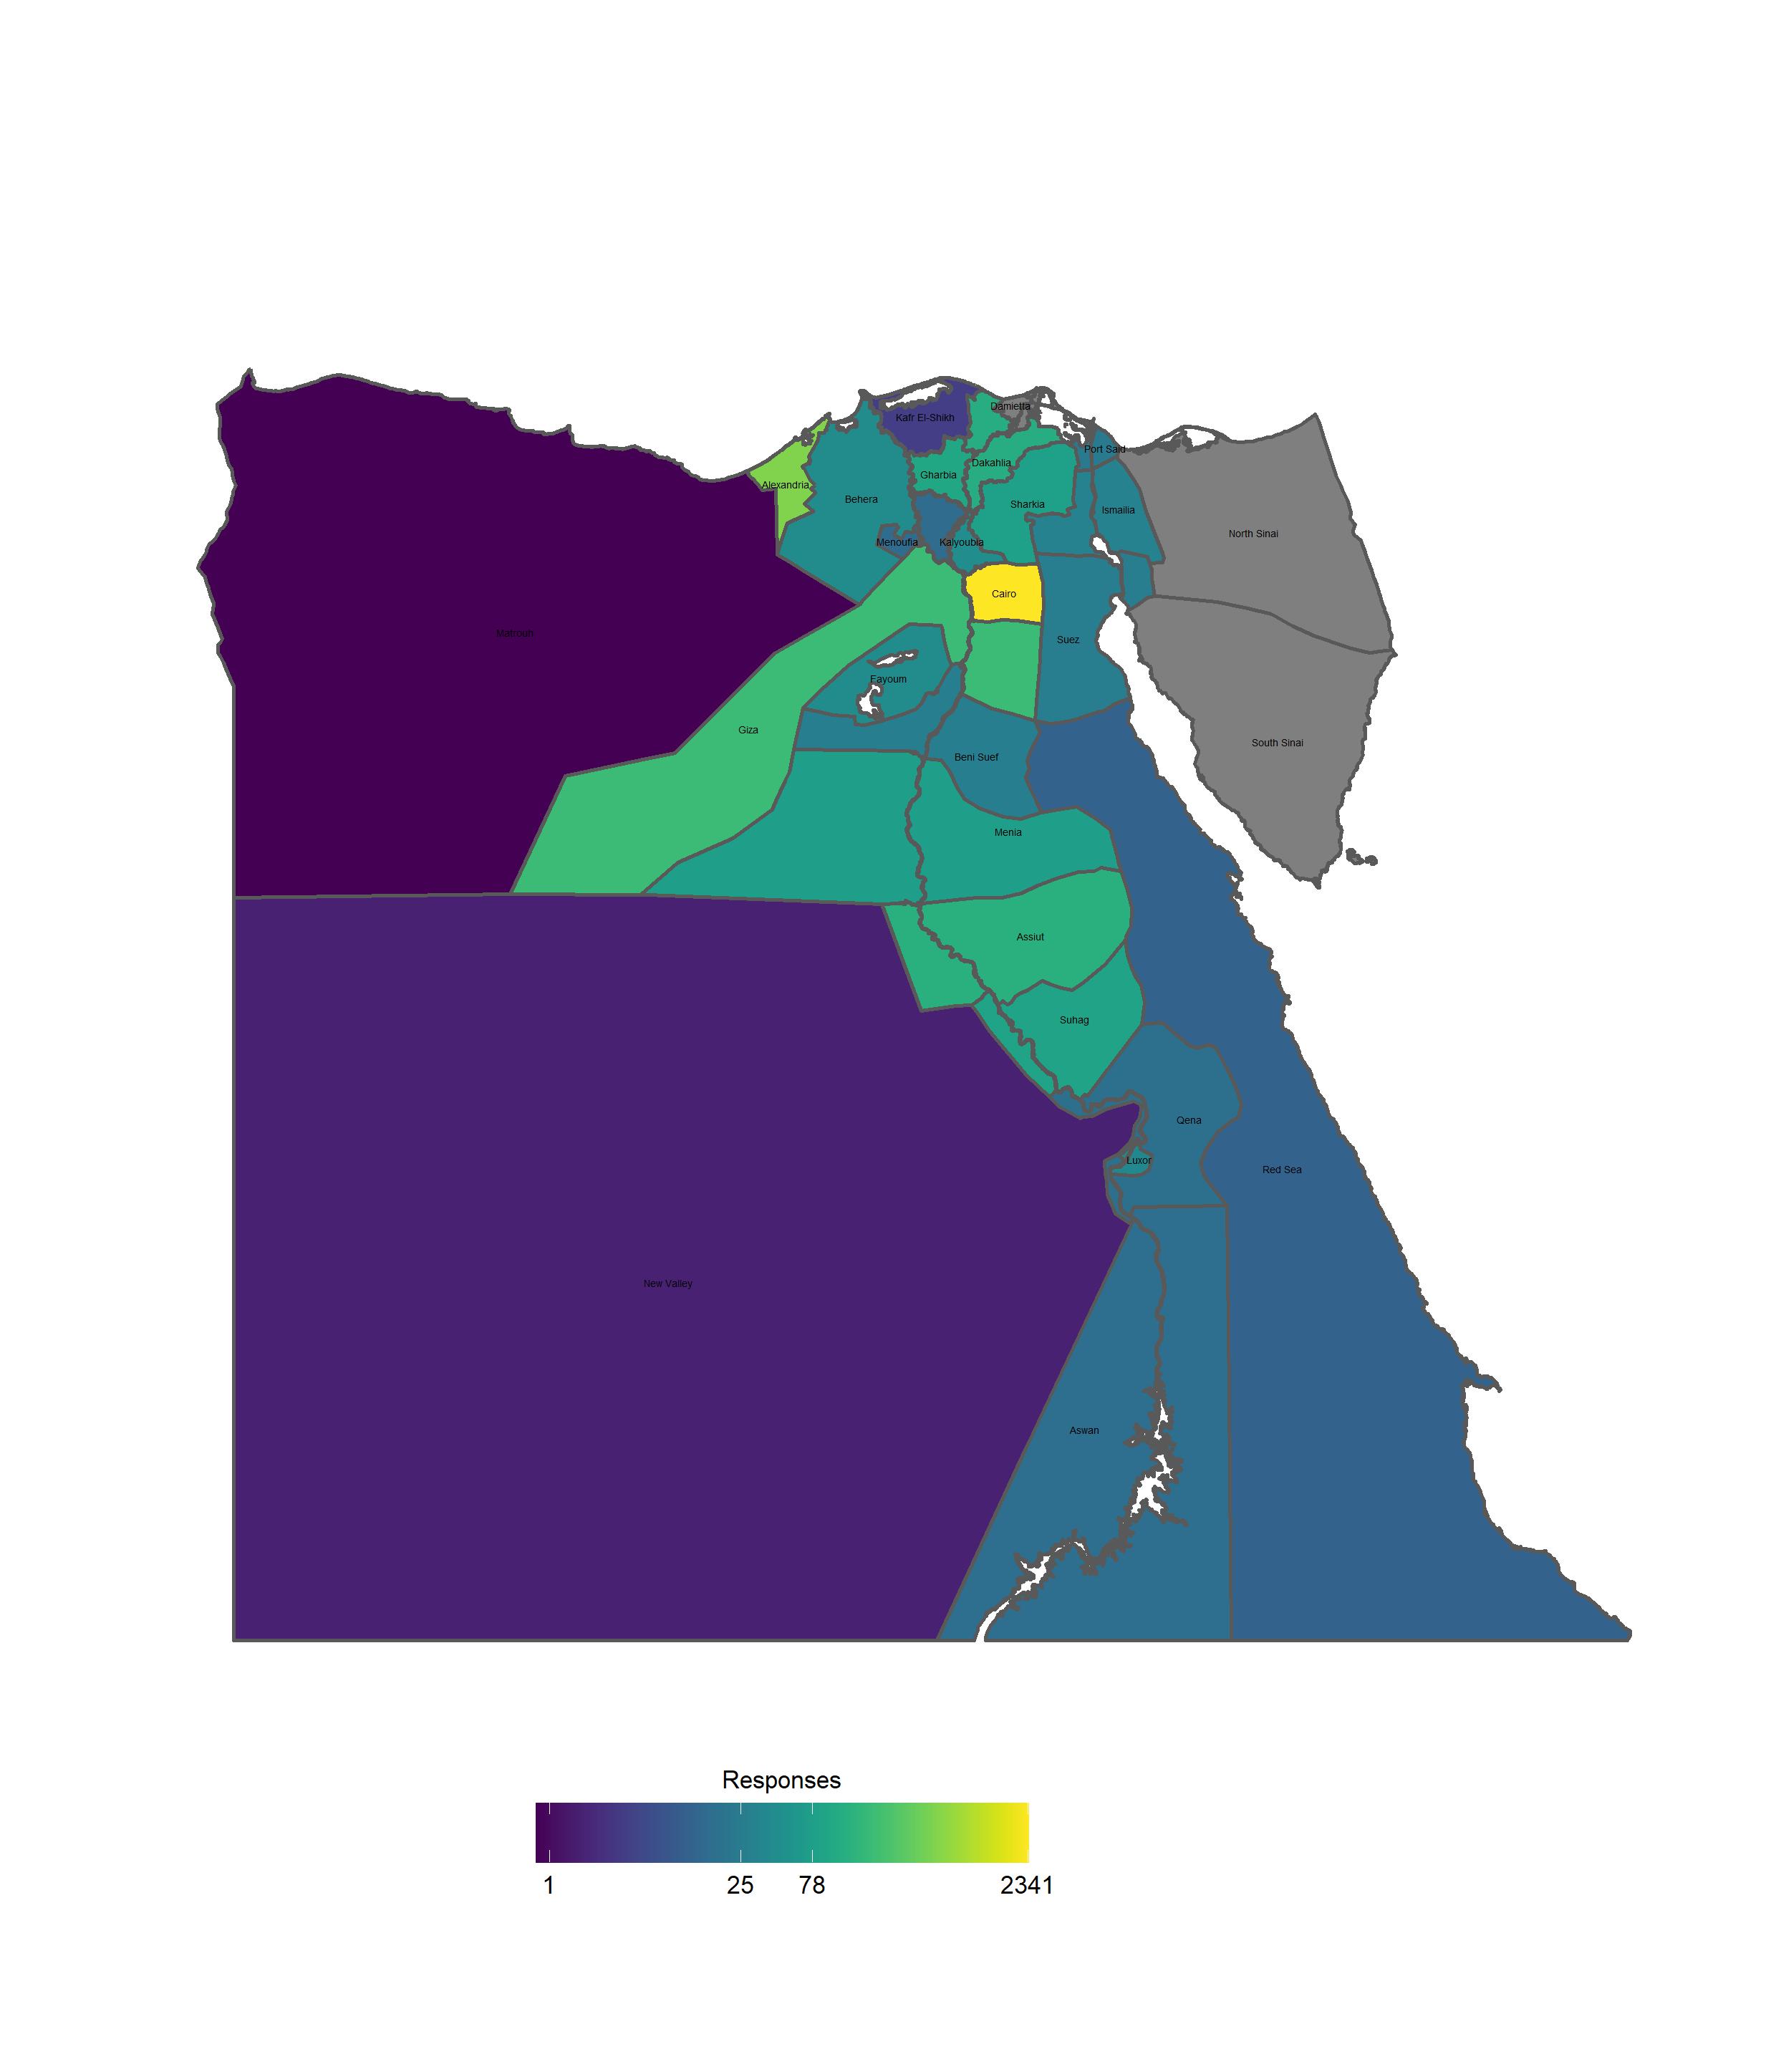 Damietta
Kafr El-Shikh
Port Said
Dakahlia
Gharbia
Alexandria
Behera
Sharkia
Ismailia
North Sinai
Menoufia
Kalyoubia
Cairo
Matrouh
Suez
Fayoum
Giza
South Sinai
Beni Suef
Menia
Assiut
Suhag
Qena
Luxor
Red Sea
New Valley
Aswan
Responses
1 25 78 2341